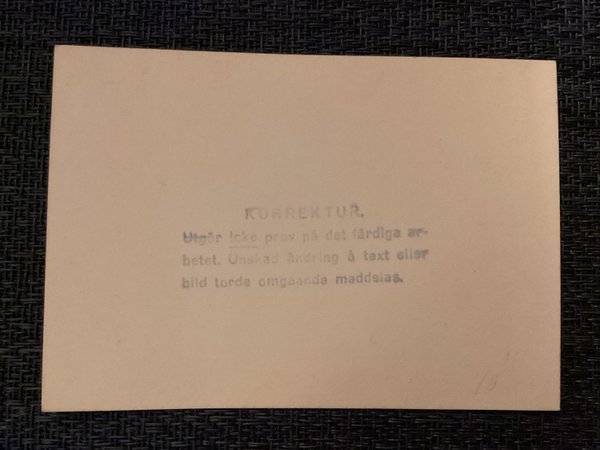 KORREKTUR.
Utgör icke prov på det färdiga ar-
betet. Önskad ändring å text eller
bild torde omgående meddelas.